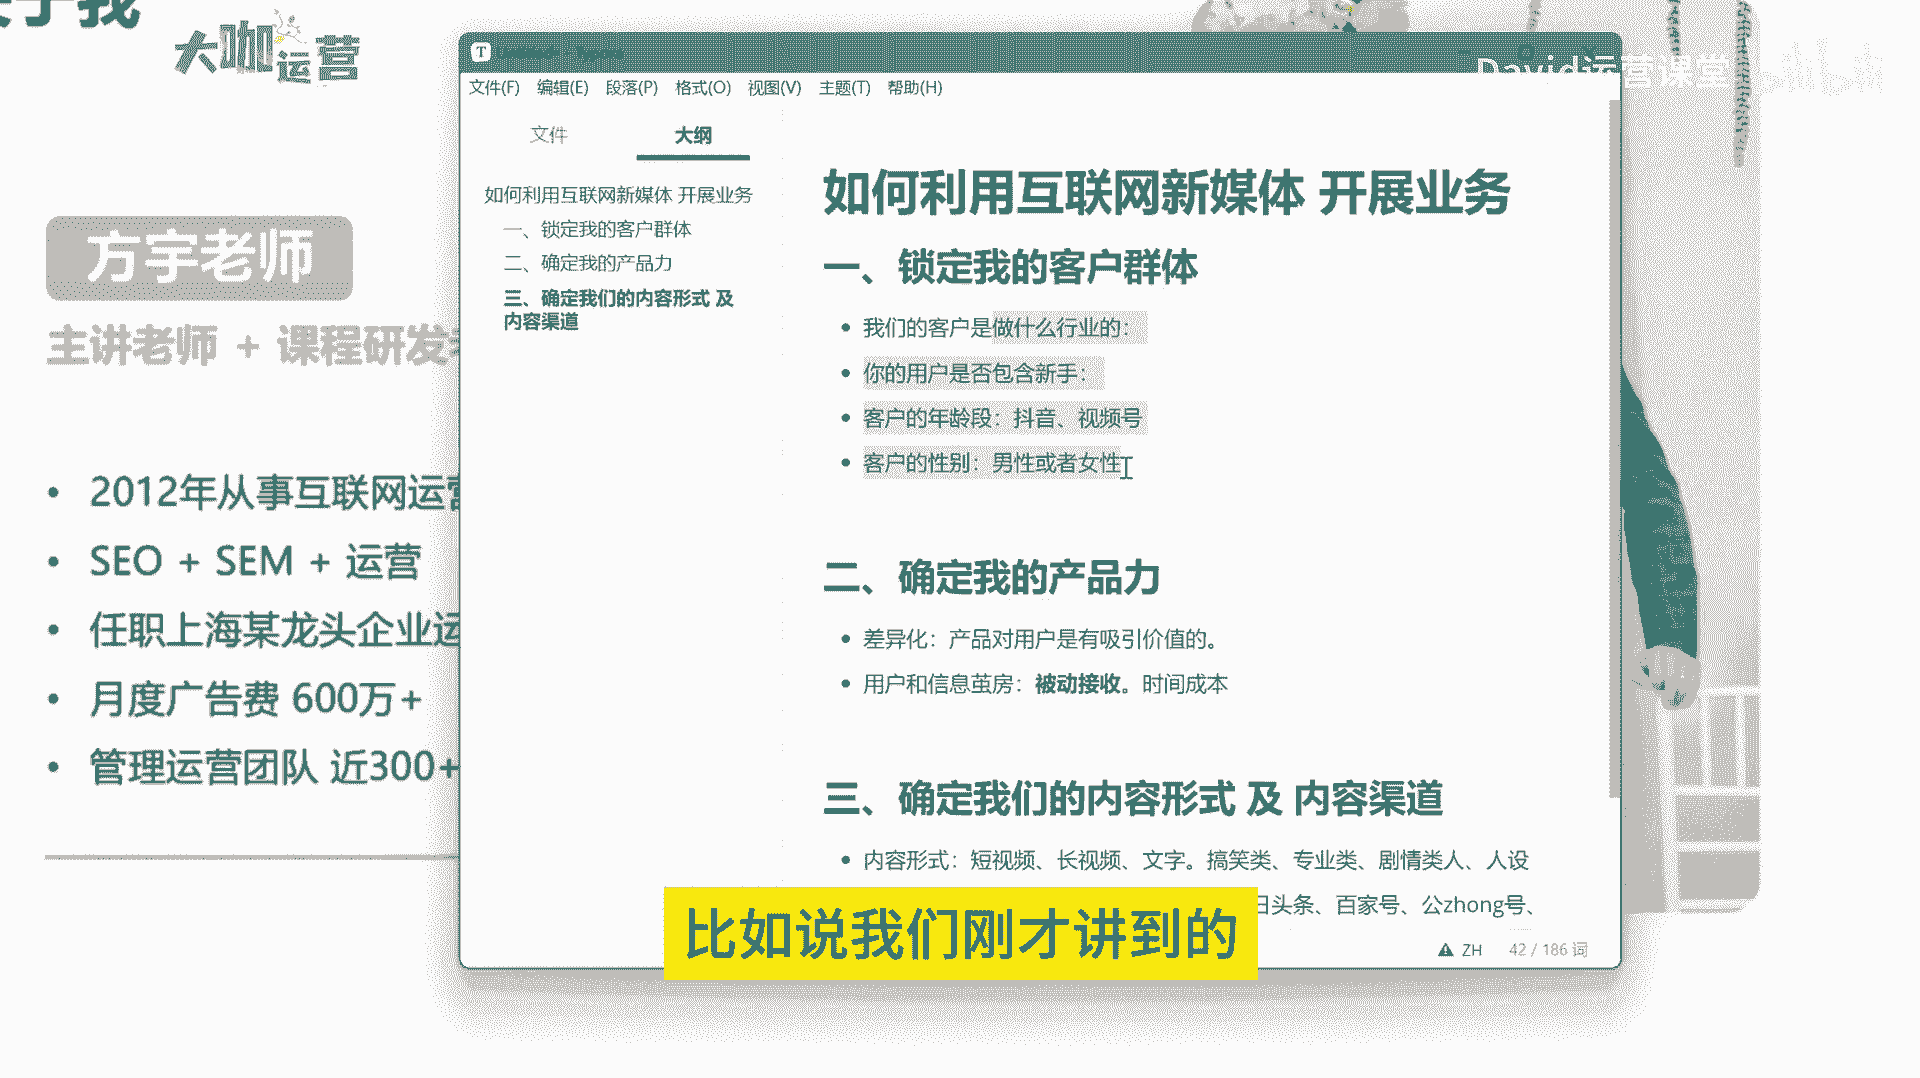 大咖运营
方宇老师
主讲老师 + 课程研发
2012年从事互联网运营
SEO + SEM + 运营
任职上海某龙头企业运
月度广告费 600万+
管理运营团队 近300+
David运营课堂
bilibili
文件(F) 编辑(E) 段落(P) 格式(O) 视图(V) 主题(T) 帮助(H)
文件 大纲
如何利用互联网新媒体 开展业务
一、锁定我的客户群体
二、确定我的产品力
三、确定我们的内容形式 及
内容渠道
如何利用互联网新媒体 开展业务
一、锁定我的客户群体
我们的客户是做什么行业的：
你的用户是否包含新手：
客户的年龄段：抖音、视频号
客户的性别：男性或者女性
二、确定我的产品力
差异化：产品对用户是有吸引价值的。
用户和信息茧房：被动接收。时间成本
三、确定我们的内容形式 及 内容渠道
内容形式：短视频、长视频、文字。搞笑类、专业类、剧情类人、人设
日头条、百家号、公zhong号、
ZH 42 / 186 词
比如说我们刚才讲到的